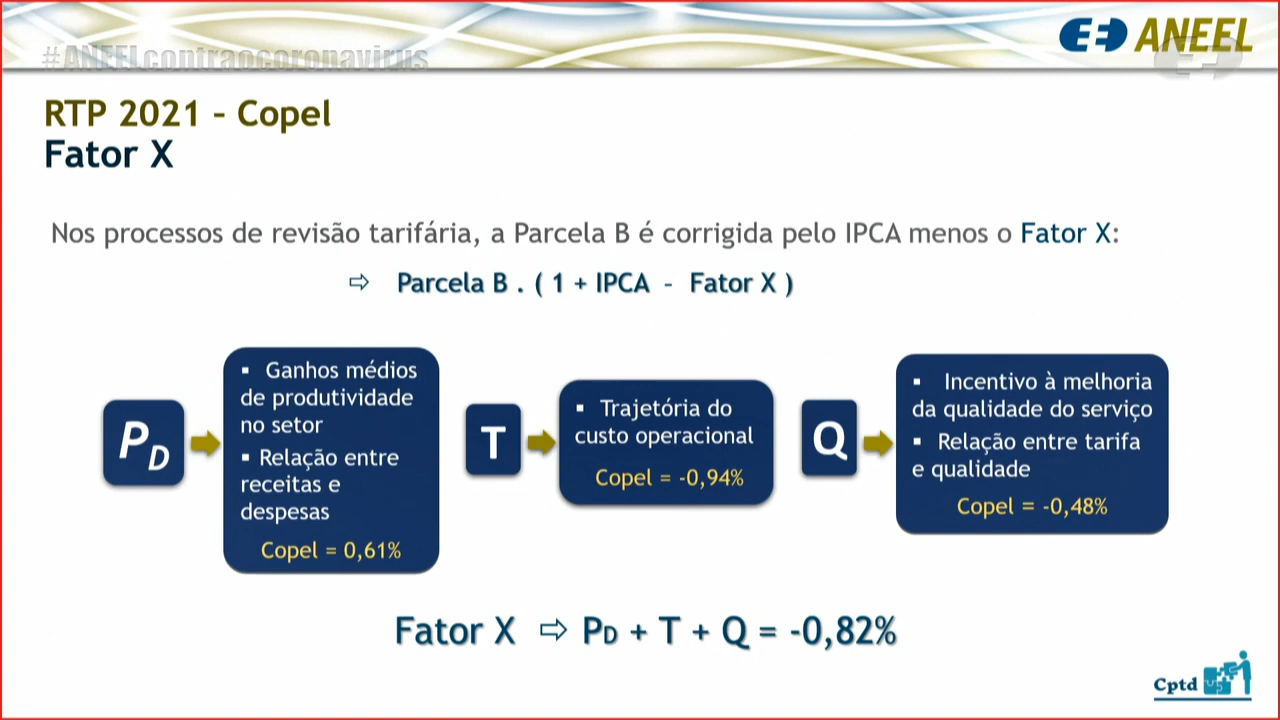 #ANEELcontraocoronavirus
ANEEL
RTP 2021 – Copel
Fator X
Nos processos de revisão tarifária, a Parcela B é corrigida pelo IPCA menos o Fator X:
⇨ Parcela B . ( 1 + IPCA – Fator X )
PD
▪ Ganhos médios
de produtividade
no setor
▪ Relação entre
receitas e
despesas
Copel = 0,61%
T
▪ Trajetória do
custo operacional
Copel = -0,94%
Q
▪ Incentivo à melhoria
da qualidade do serviço
▪ Relação entre tarifa
e qualidade
Copel = -0,48%
Fator X ⇨ PD + T + Q = -0,82%
Cptd